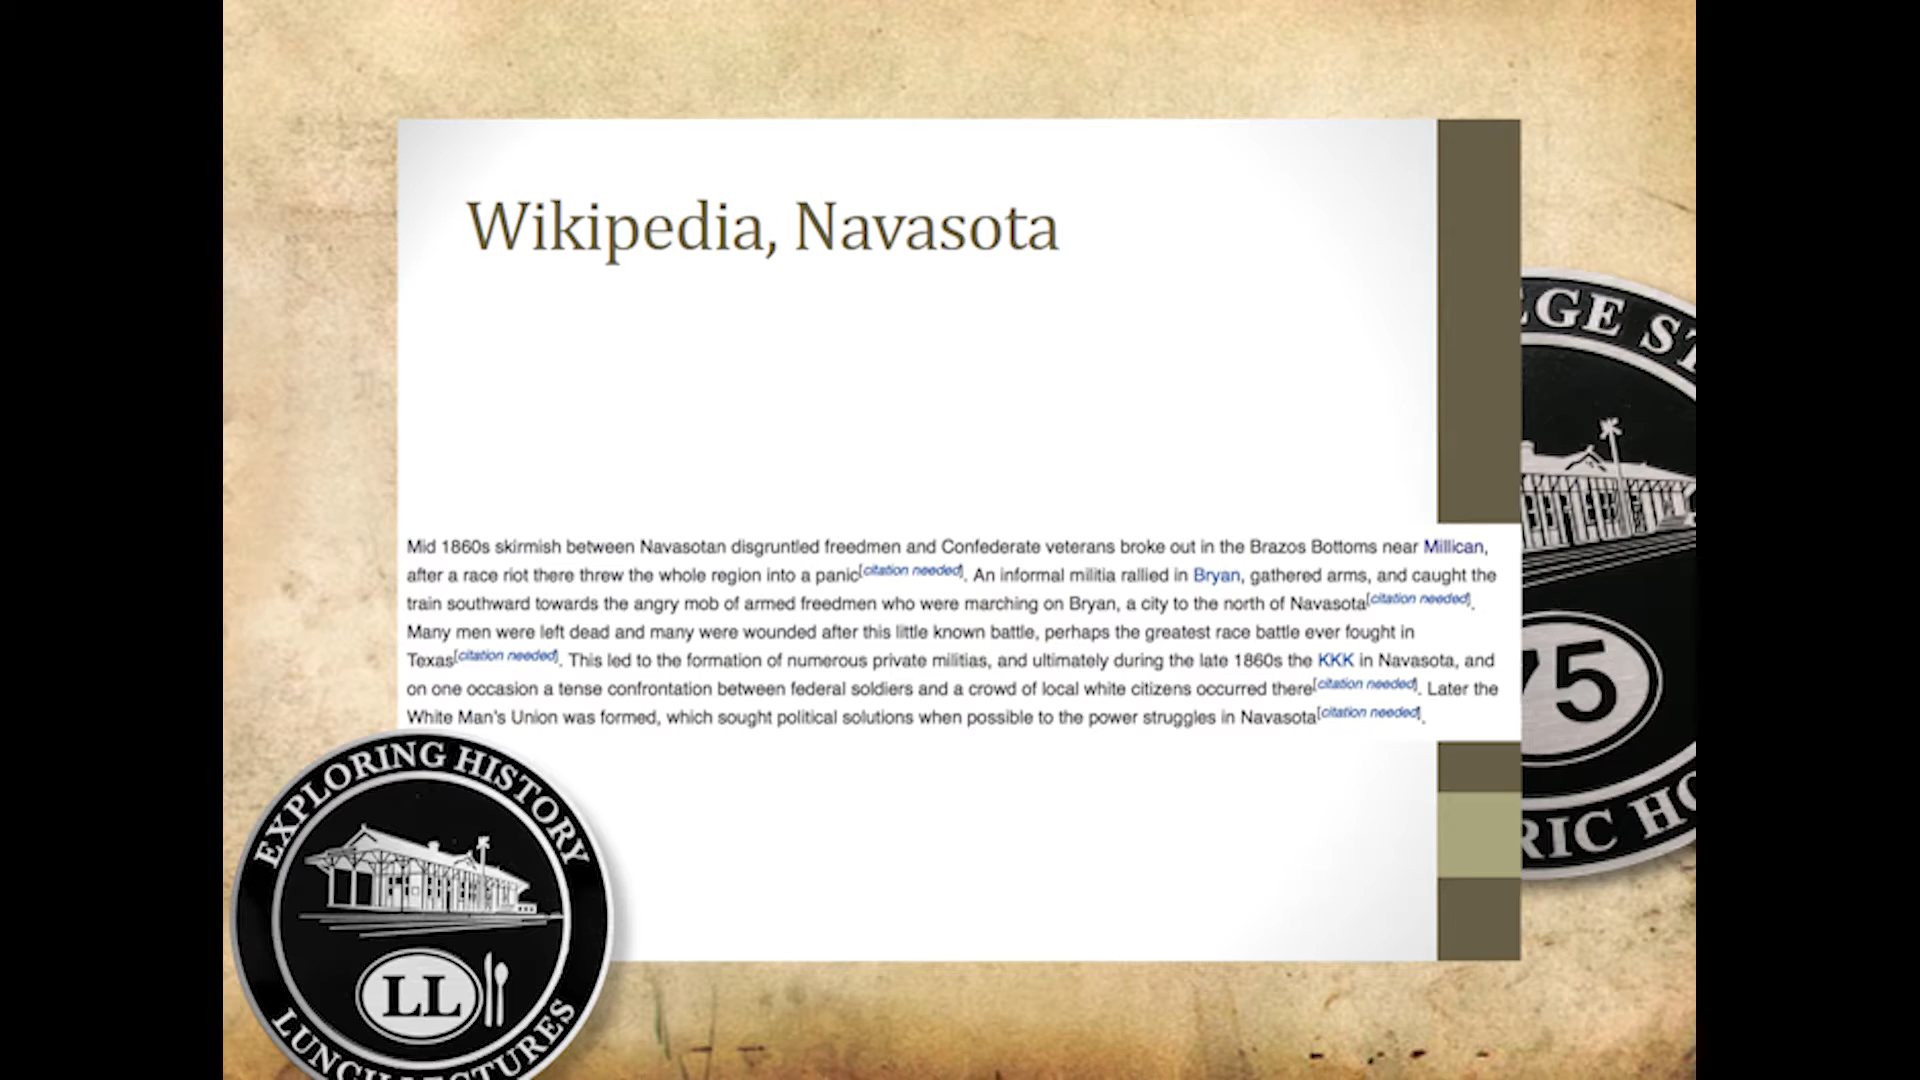 Wikipedia, Navasota
Mid 1860s skirmish between Navasotan disgruntled freedmen and Confederate veterans broke out in the Brazos Bottoms near Millican,
after a race riot there threw the whole region into a panic[citation needed]. An informal militia rallied in Bryan, gathered arms, and caught the
train southward towards the angry mob of armed freedmen who were marching on Bryan, a city to the north of Navasota[citation needed].
Many men were left dead and many were wounded after this little known battle, perhaps the greatest race battle ever fought in
Texas[citation needed]. This led to the formation of numerous private militias, and ultimately during the late 1860s the KKK in Navasota, and
on one occasion a tense confrontation between federal soldiers and a crowd of local white citizens occurred there[citation needed]. Later the
White Man's Union was formed, which sought political solutions when possible to the power struggles in Navasota[citation needed].
EGE ST
75
RIC HO
EXPLORING HISTORY
LL
LUNCH LECTURES